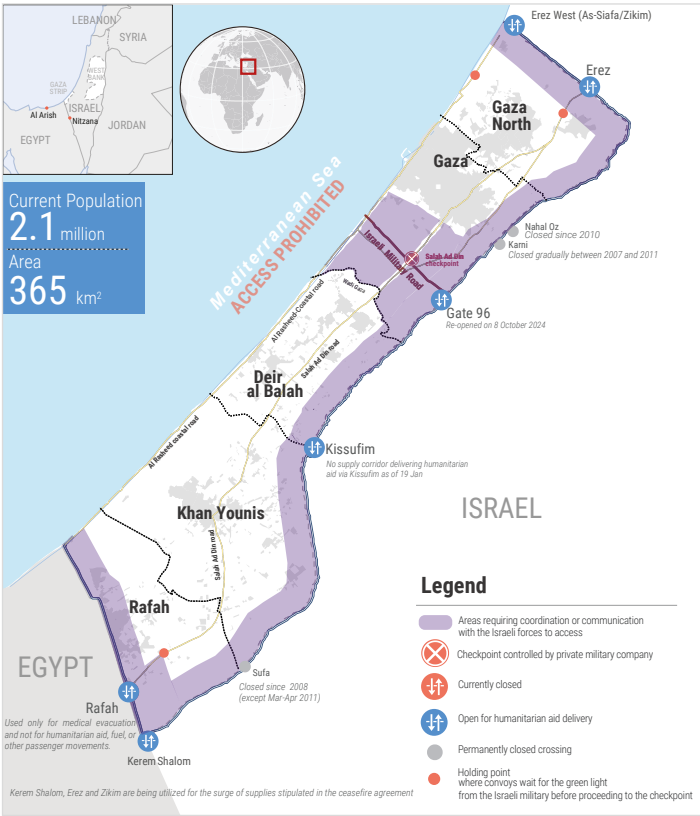 LEBANON
SYRIA
WEST
BANK
GAZA
STRIP
Al Arish
ISRAEL
Nitzana
JORDAN
EGYPT
Current Population
2.1 million
Area
365 km²
Mediterranean Sea
ACCESS PROHIBITED
Erez West (As-Siafa/Zikim)
Erez
Gaza
North
Gaza
Nahal Oz
Closed since 2010
Karni
Closed gradually between 2007 and 2011
Israeli Military Road
Salah Ad Din
checkpoint
Gate 96
Re-opened on 8 October 2024
Wadi Gaza
Al Rasheed-Coastal road
Salah Ad Din road
Deir
al Balah
Kissufim
No supply corridor delivering humanitarian
aid via Kissufim as of 19 Jan
Al Rasheed coastal road
ISRAEL
Khan Younis
Salah Ad Din road
Rafah
EGYPT
Sufa
Closed since 2008
(except Mar-Apr 2011)
Rafah
Used only for medical evacuation
and not for humanitarian aid, fuel, or
other passenger movements.
Kerem Shalom
Kerem Shalom, Erez and Zikim are being utilized for the surge of supplies stipulated in the ceasefire agreement
Legend
Areas requiring coordination or communication
with the Israeli forces to access
Checkpoint controlled by private military company
Currently closed
Open for humanitarian aid delivery
Permanently closed crossing
Holding point
where convoys wait for the green light
from the Israeli military before proceeding to the checkpoint